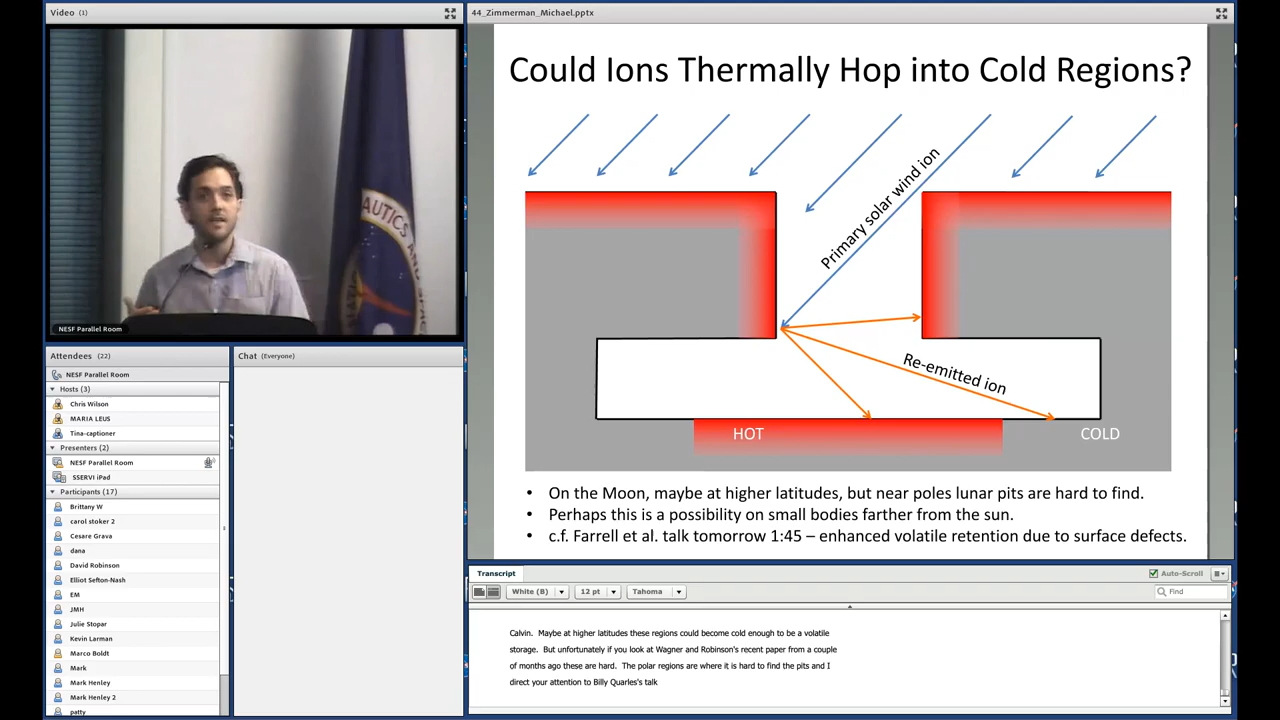 Video (1)
AUTICS AND
NESF Parallel Room
Attendees (22)
NESF Parallel Room
Hosts (3)
Chris Wilson
MARIA LEUS
Tina-captioner
Presenters (2)
NESF Parallel Room
SSERVI iPad
Participants (17)
Brittany W
carol stoker 2
Cesare Grava
dana
David Robinson
Elliot Sefton-Nash
EM
JMH
Julie Stopar
Kevin Larman
Marco Boldt
Mark
Mark Henley
Mark Henley 2
patty
Chat (Everyone)
44_Zimmerman_Michael.pptx
Could Ions Thermally Hop into Cold Regions?
Primary solar wind ion
Re-emitted ion
HOT
COLD
• On the Moon, maybe at higher latitudes, but near poles lunar pits are hard to find.
• Perhaps this is a possibility on small bodies farther from the sun.
• c.f. Farrell et al. talk tomorrow 1:45 – enhanced volatile retention due to surface defects.
Transcript
Auto-Scroll
White (B)
12 pt
Tahoma
Find
Calvin. Maybe at higher latitudes these regions could become cold enough to be a volatile
storage. But unfortunately if you look at Wagner and Robinson's recent paper from a couple
of months ago these are hard. The polar regions are where it is hard to find the pits and I
direct your attention to Billy Quarles's talk